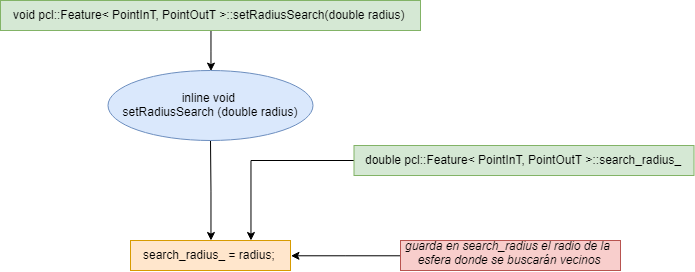 void pcl::Feature< PointInT, PointOutT >::setRadiusSearch(double radius)
inline void
setRadiusSearch (double radius)
double pcl::Feature< PointInT, PointOutT >::search_radius_
search_radius_ = radius;
guarda en search_radius el radio de la
esfera donde se buscarán vecinos